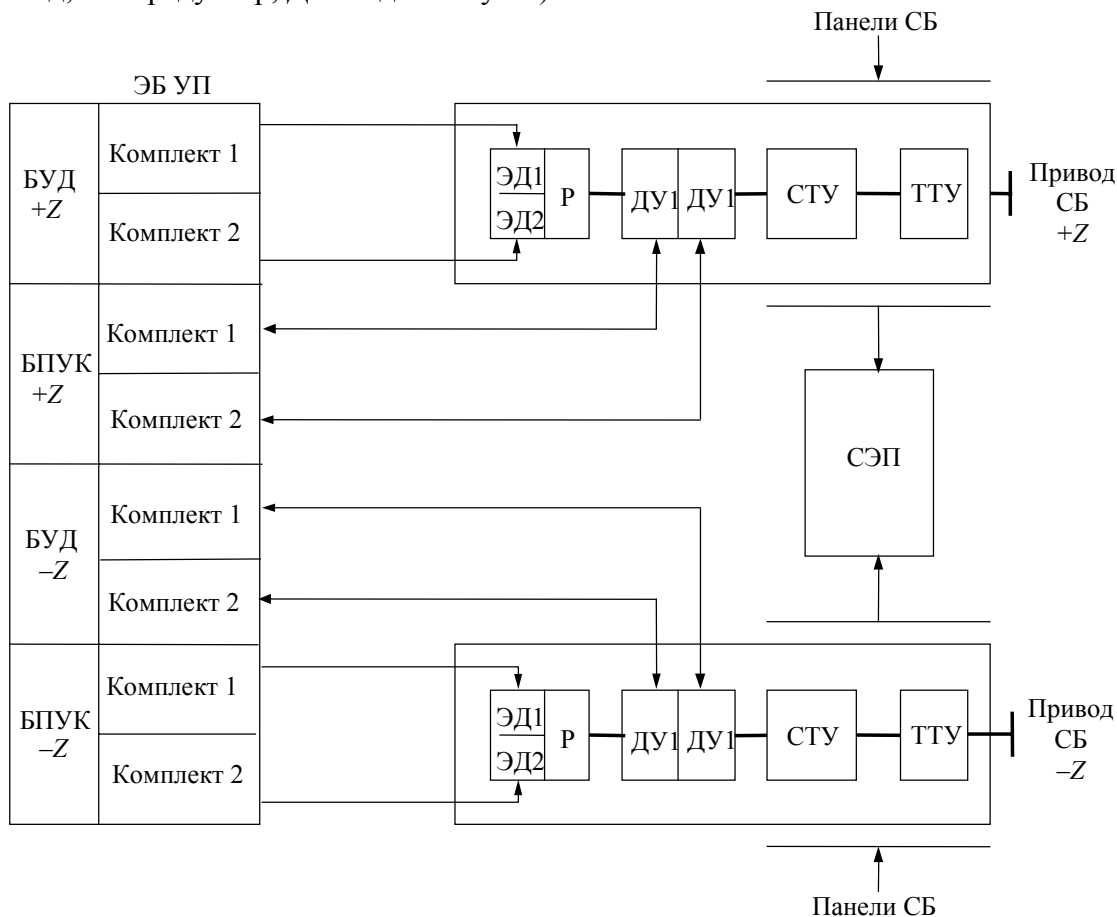 Панели СБ
ЭБ УП
БУД
+Z
Комплект 1
Комплект 2
ЭД1
ЭД2
Р
ДУ1
ДУ1
СТУ
ТТУ
Привод
СБ
+Z
БПУК
+Z
Комплект 1
Комплект 2
СЭП
БУД
–Z
Комплект 1
Комплект 2
БПУК
–Z
Комплект 1
Комплект 2
ЭД1
ЭД2
Р
ДУ1
ДУ1
СТУ
ТТУ
Привод
СБ
–Z
Панели СБ